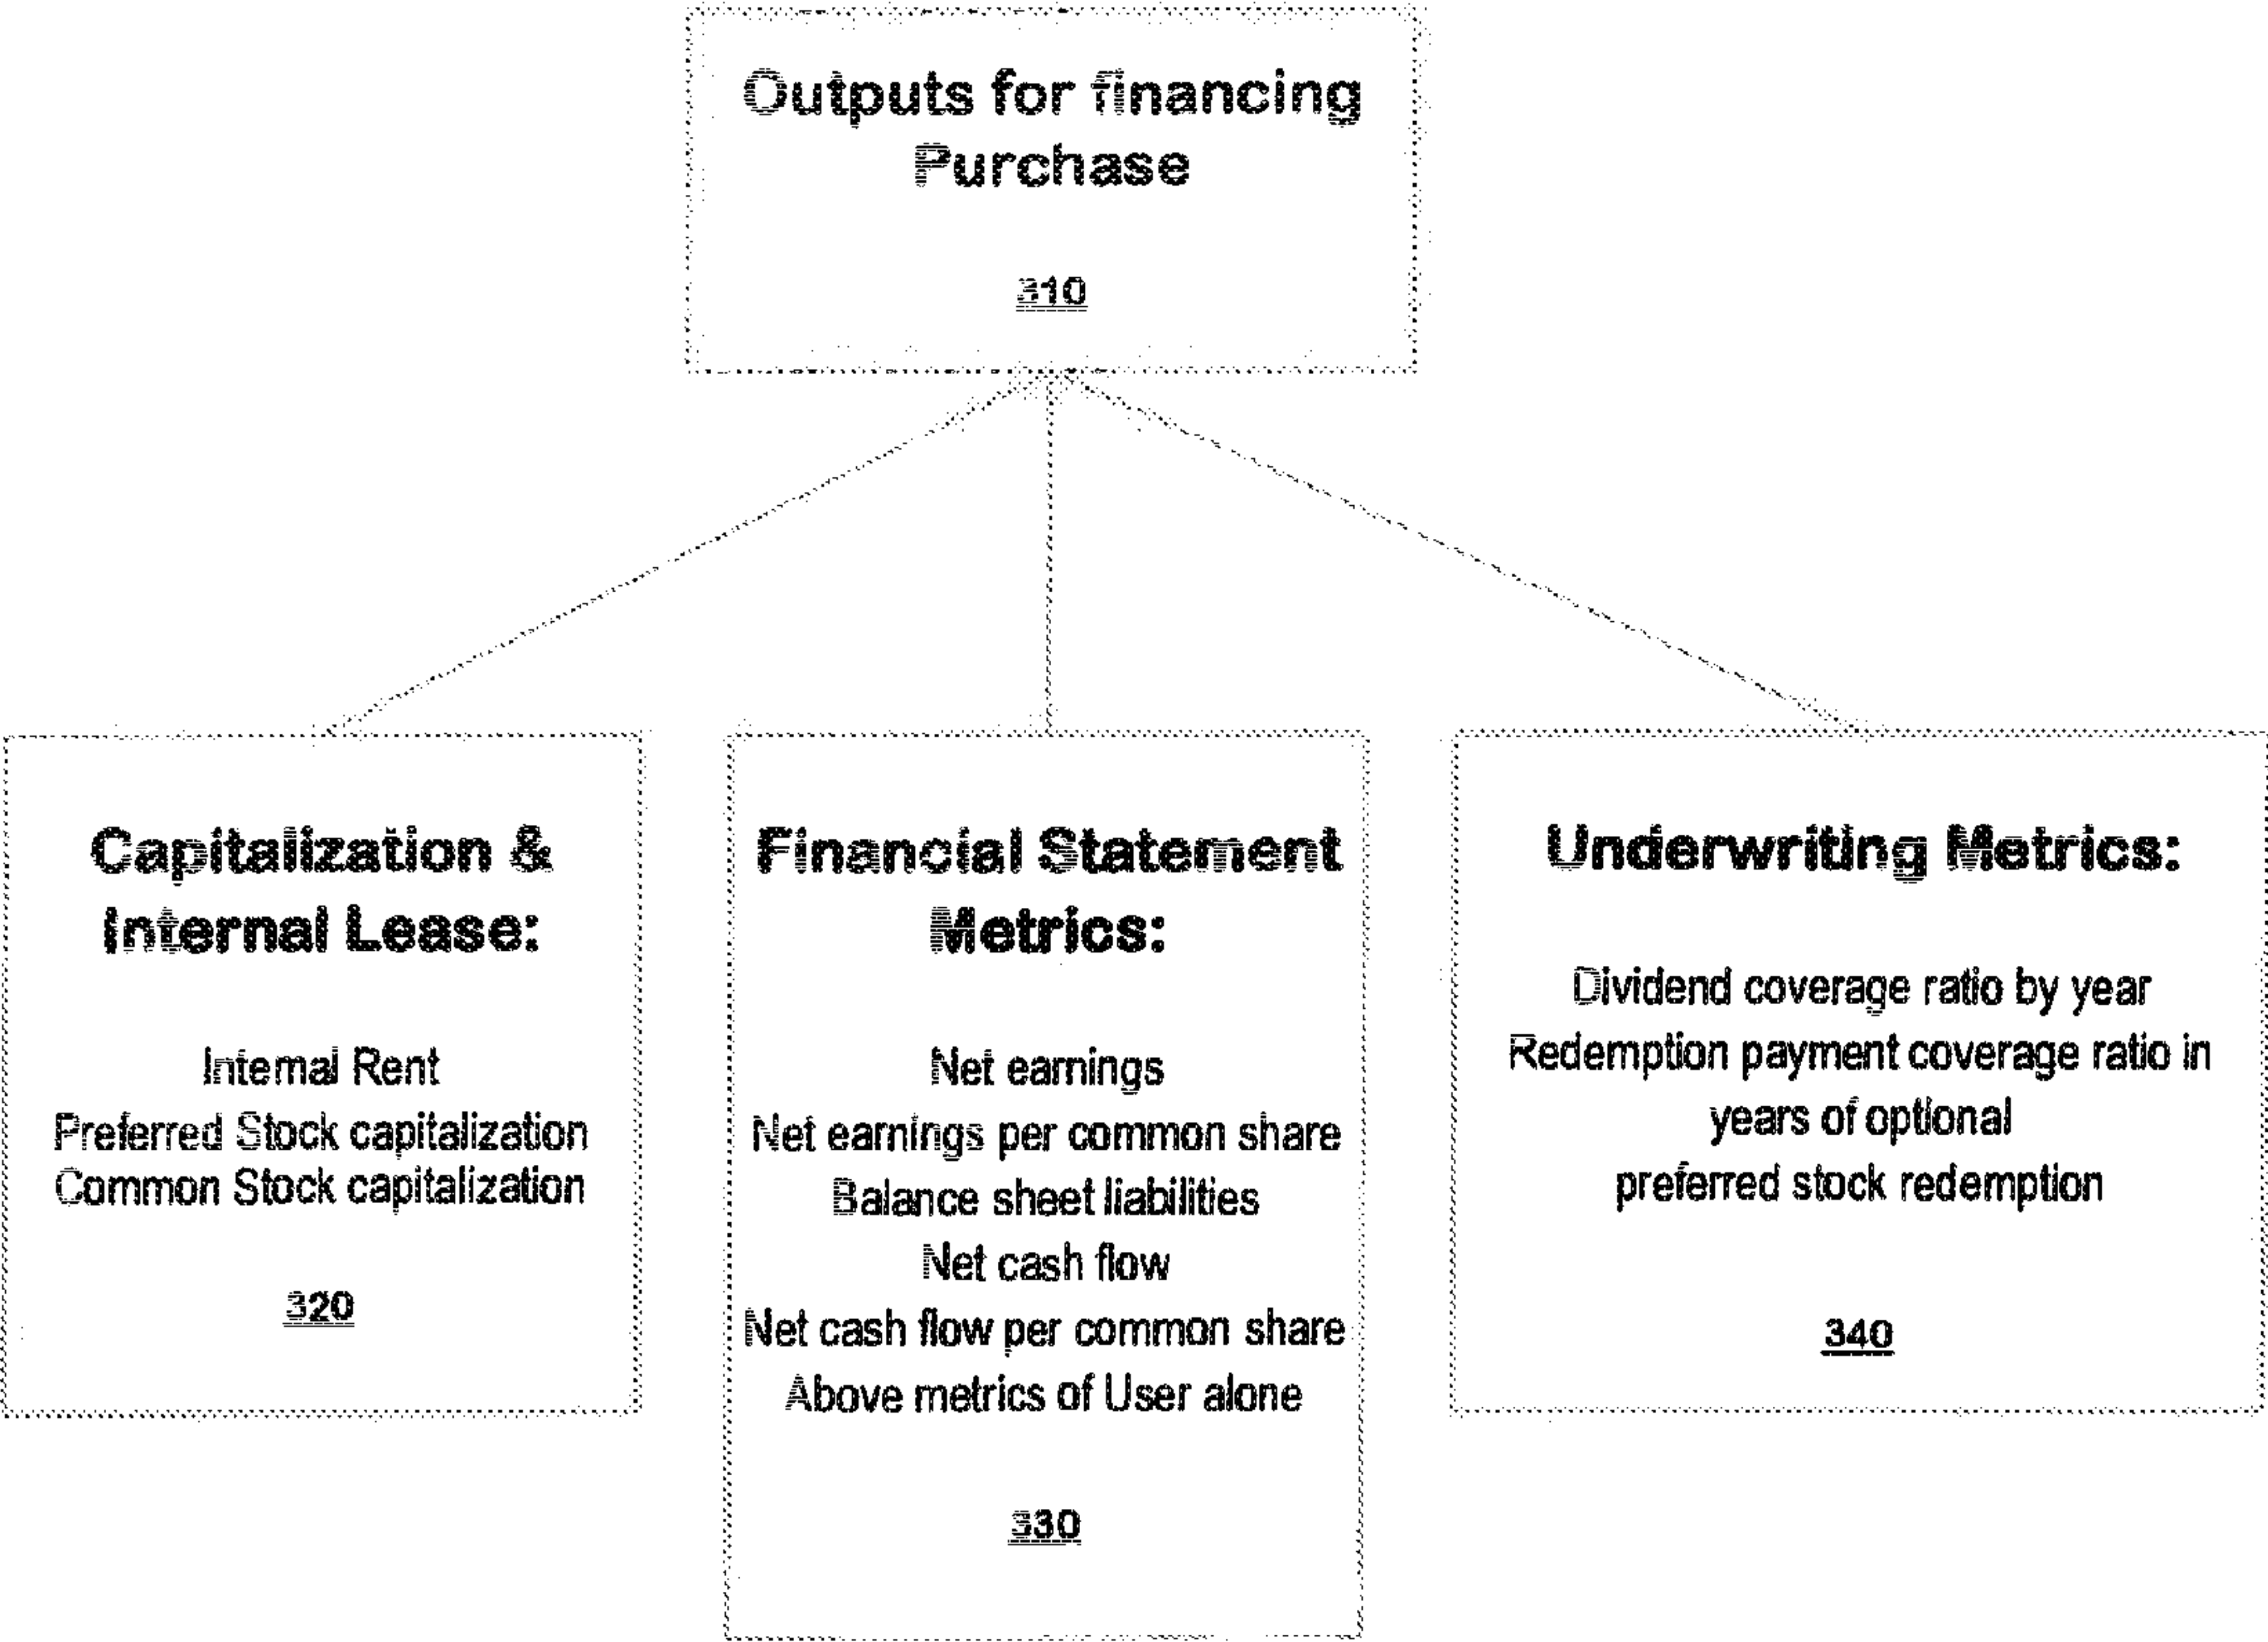 Outputs for financing
Purchase
310
Capitalization &
Internal Lease:
Internal Rent
Preferred Stock capitalization
Common Stock capitalization
320
Financial Statement
Metrics:
Net earnings
Net earnings per common share
Balance sheet liabilities
Net cash flow
Net cash flow per common share
Above metrics of User alone
330
Underwriting Metrics:
Dividend coverage ratio by year
Redemption payment coverage ratio in
years of optional
preferred stock redemption
340